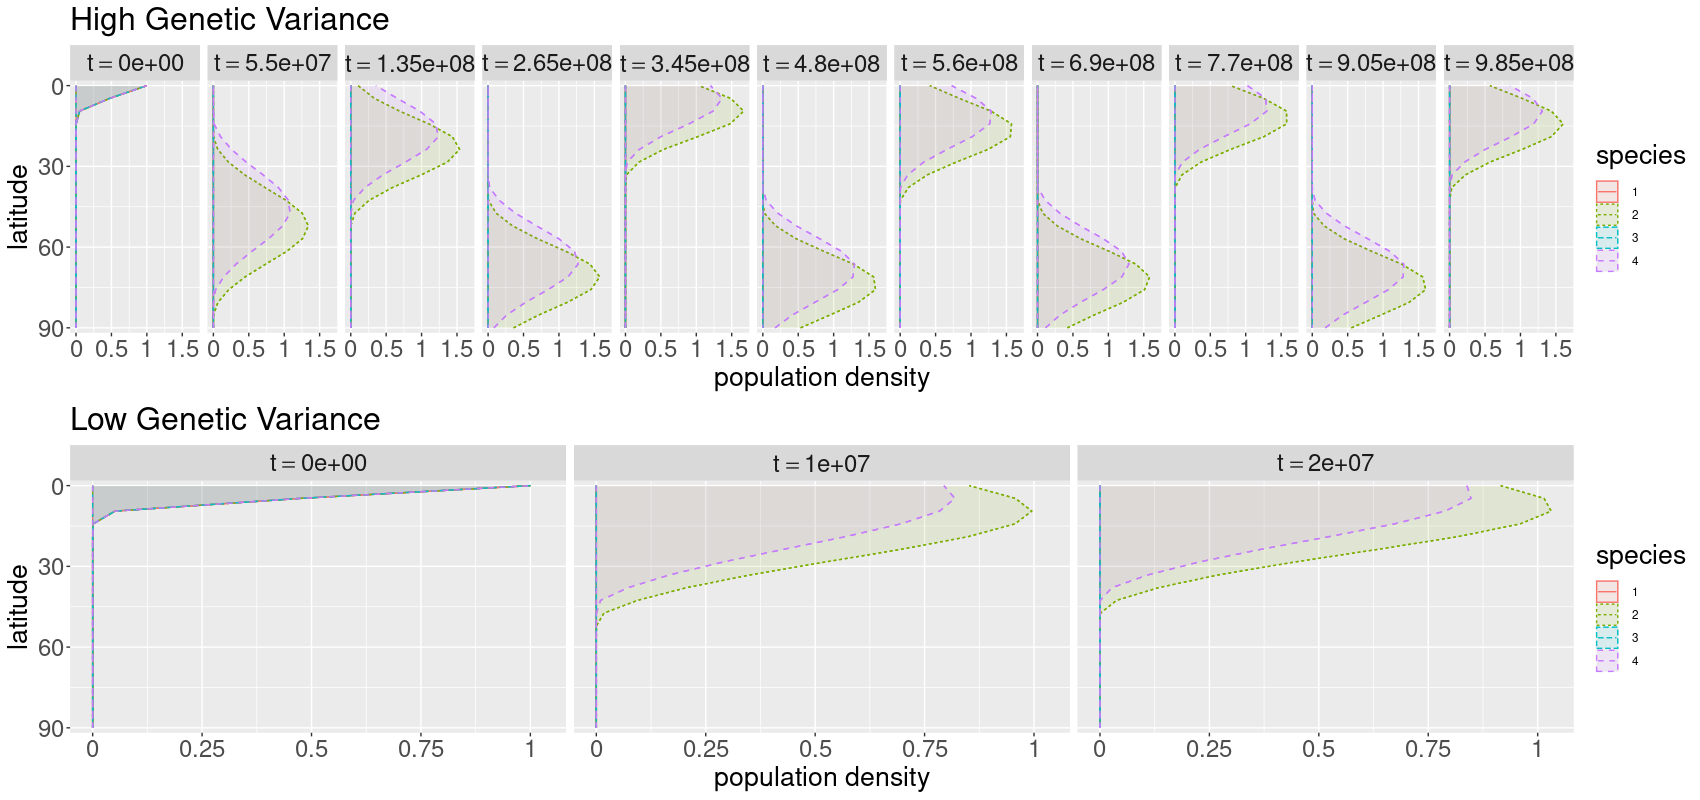 High Genetic Variance
t = 0e+00 t = 5.5e+07 t = 1.35e+08 t = 2.65e+08 t = 3.45e+08 t = 4.8e+08 t = 5.6e+08 t = 6.9e+08 t = 7.7e+08 t = 9.05e+08 t = 9.85e+08
0
30
60
90
latitude
0 0.5 1 1.5 0 0.5 1 1.5 0 0.5 1 1.5 0 0.5 1 1.5 0 0.5 1 1.5 0 0.5 1 1.5 0 0.5 1 1.5 0 0.5 1 1.5 0 0.5 1 1.5 0 0.5 1 1.5 0 0.5 1 1.5
population density
species
1
2
3
4
Low Genetic Variance
t = 0e+00 t = 1e+07 t = 2e+07
0
30
60
90
latitude
0 0.25 0.5 0.75 1 0 0.25 0.5 0.75 1 0 0.25 0.5 0.75 1
population density
species
1
2
3
4